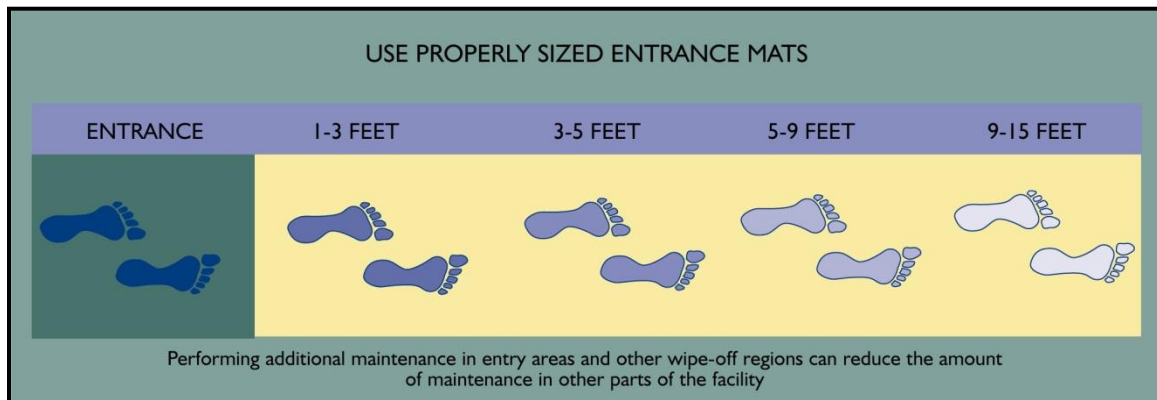 USE PROPERLY SIZED ENTRANCE MATS
ENTRANCE 1-3 FEET 3-5 FEET 5-9 FEET 9-15 FEET
Performing additional maintenance in entry areas and other wipe-off regions can reduce the amount
of maintenance in other parts of the facility